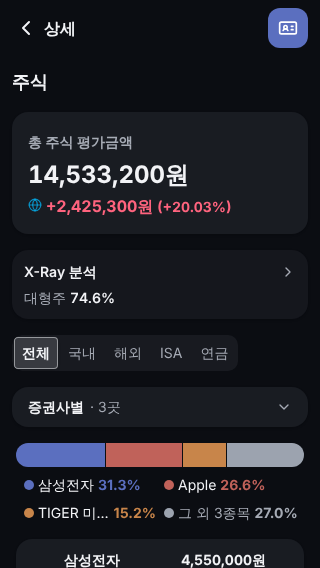 상세
주식
총 주식 평가금액
14,533,200원
+2,425,300원 (+20.03%)
X-Ray 분석
대형주 74.6%
전체 국내 해외 ISA 연금
증권사별 · 3곳
삼성전자 31.3% Apple 26.6%
TIGER 미... 15.2% 그 외 3종목 27.0%
삼성전자 4,550,000원